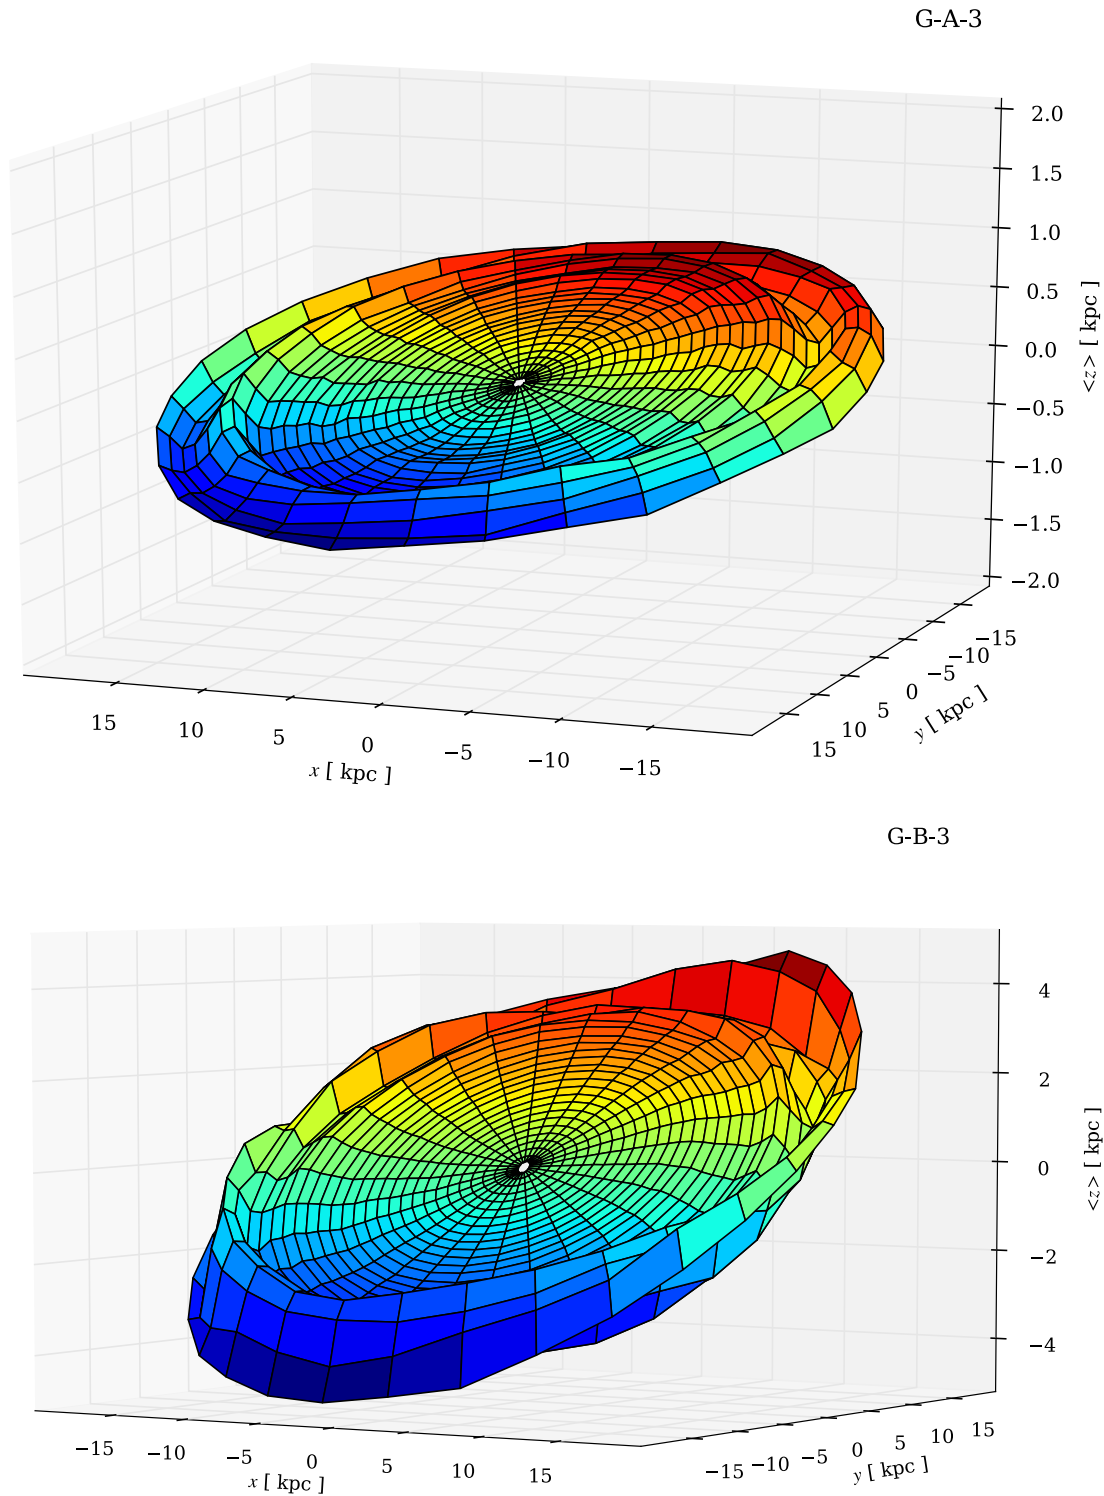 G-A-3
2.0
1.5
1.0
0.5
0.0
−0.5
−1.0
−1.5
−2.0
<z> [ kpc ]
15 10 5 0 −5 −10 −15
x [ kpc ]
15 10 5 0 −5 −10 −15
y [ kpc ]
G-B-3
4
2
0
−2
−4
<z> [ kpc ]
−15 −10 −5 0 5 10 15
x [ kpc ]
−15 −10 −5 0 5 10 15
y [ kpc ]